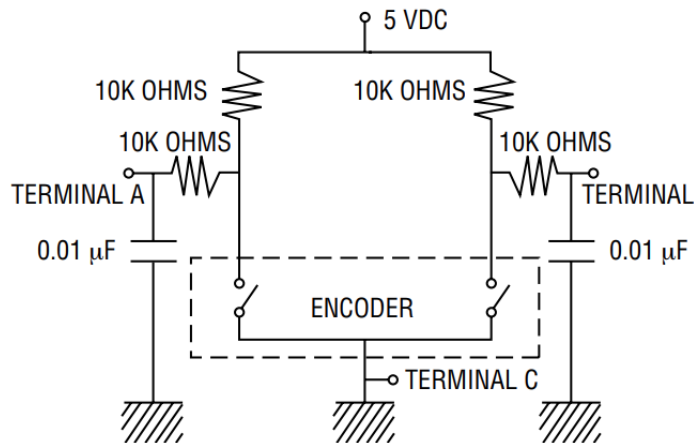 5 VDC
10K OHMS
10K OHMS
10K OHMS
10K OHMS
TERMINAL A
TERMINAL
0.01 µF
0.01 µF
ENCODER
TERMINAL C